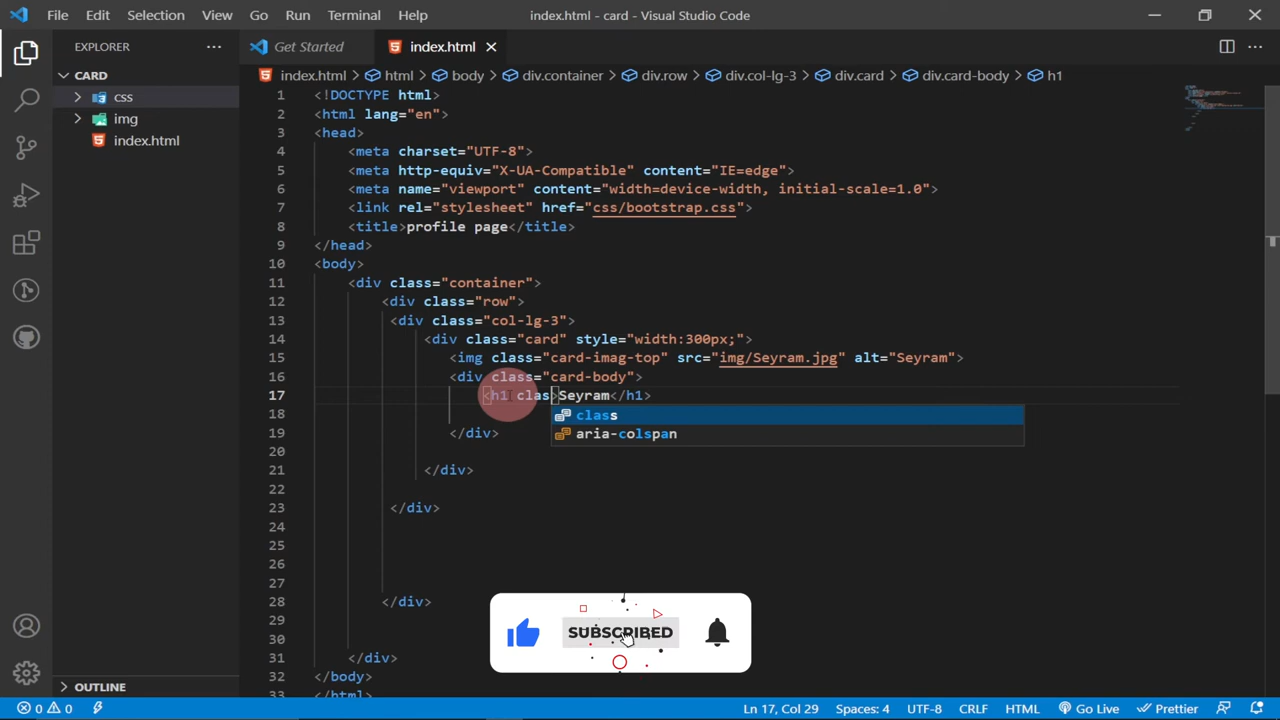 File Edit Selection View Go Run Terminal Help index.html - card - Visual Studio Code
EXPLORER ··· Get Started index.html
CARD
css
img
index.html
index.html > html > body > div.container > div.row > div.col-lg-3 > div.card > div.card-body > h1
1 <!DOCTYPE html>
2 <html lang="en">
3 <head>
4 <meta charset="UTF-8">
5 <meta http-equiv="X-UA-Compatible" content="IE=edge">
6 <meta name="viewport" content="width=device-width, initial-scale=1.0">
7 <link rel="stylesheet" href="css/bootstrap.css">
8 <title>profile page</title>
9 </head>
10 <body>
11 <div class="container">
12 <div class="row">
13 <div class="col-lg-3">
14 <div class="card" style="width:300px;">
15 <img class="card-imag-top" src="img/Seyram.jpg" alt="Seyram">
16 <div class="card-body">
17 <h1 clas>Seyram</h1>
class
aria-colspan
18
19 </div>
20
21 </div>
22
23 </div>
24
25
26
27
28 </div>
29
30
31 </div>
32 </body>
33 </html>
SUBSCRIBED
OUTLINE
0 0 Ln 17, Col 29 Spaces: 4 UTF-8 CRLF HTML Go Live Prettier